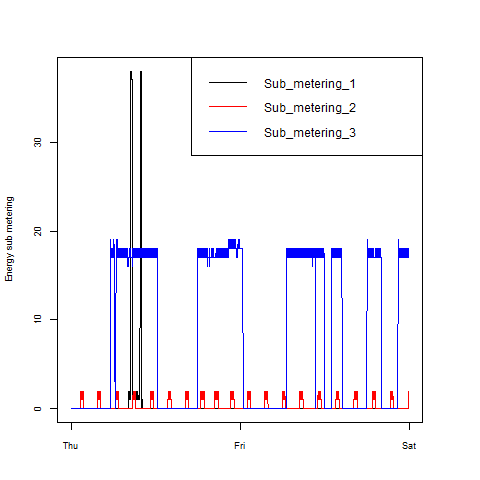 Sub_metering_1
Sub_metering_2
Sub_metering_3
Energy sub metering
30
20
10
0
Thu
Fri
Sat